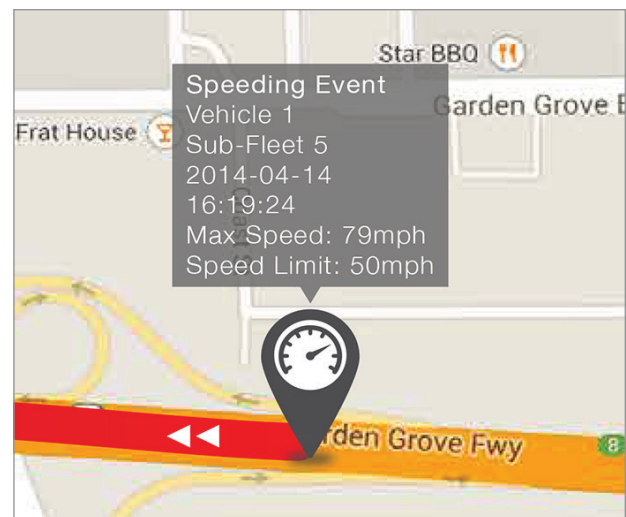 Star BBQ
Speeding Event
Vehicle 1
Sub-Fleet 5
2014-04-14
16:19:24
Max Speed: 79mph
Speed Limit: 50mph
Garden Grove B
Frat House
rden Grove Fwy
8